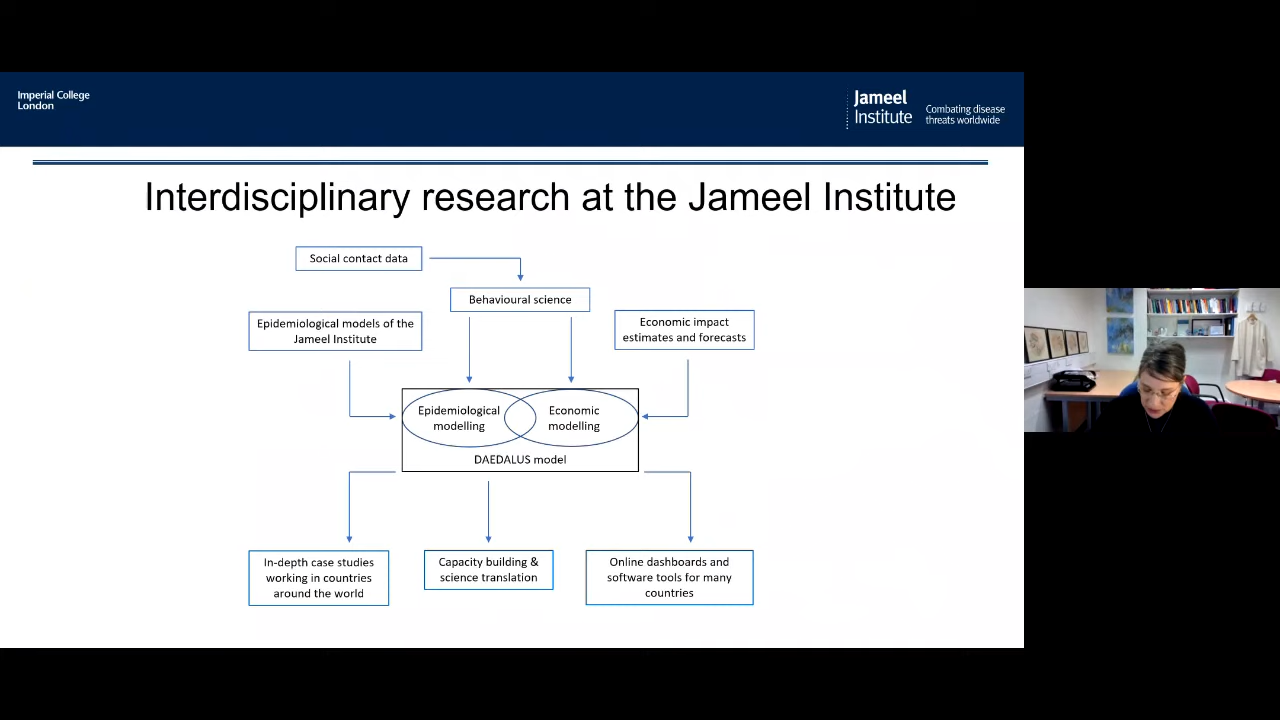 Imperial College
London
Jameel
Institute
Combating disease
threats worldwide
Interdisciplinary research at the Jameel Institute
Social contact data
Behavioural science
Epidemiological models of the
Jameel Institute
Economic impact
estimates and forecasts
Epidemiological
modelling
Economic
modelling
DAEDALUS model
In-depth case studies
working in countries
around the world
Capacity building &
science translation
Online dashboards and
software tools for many
countries